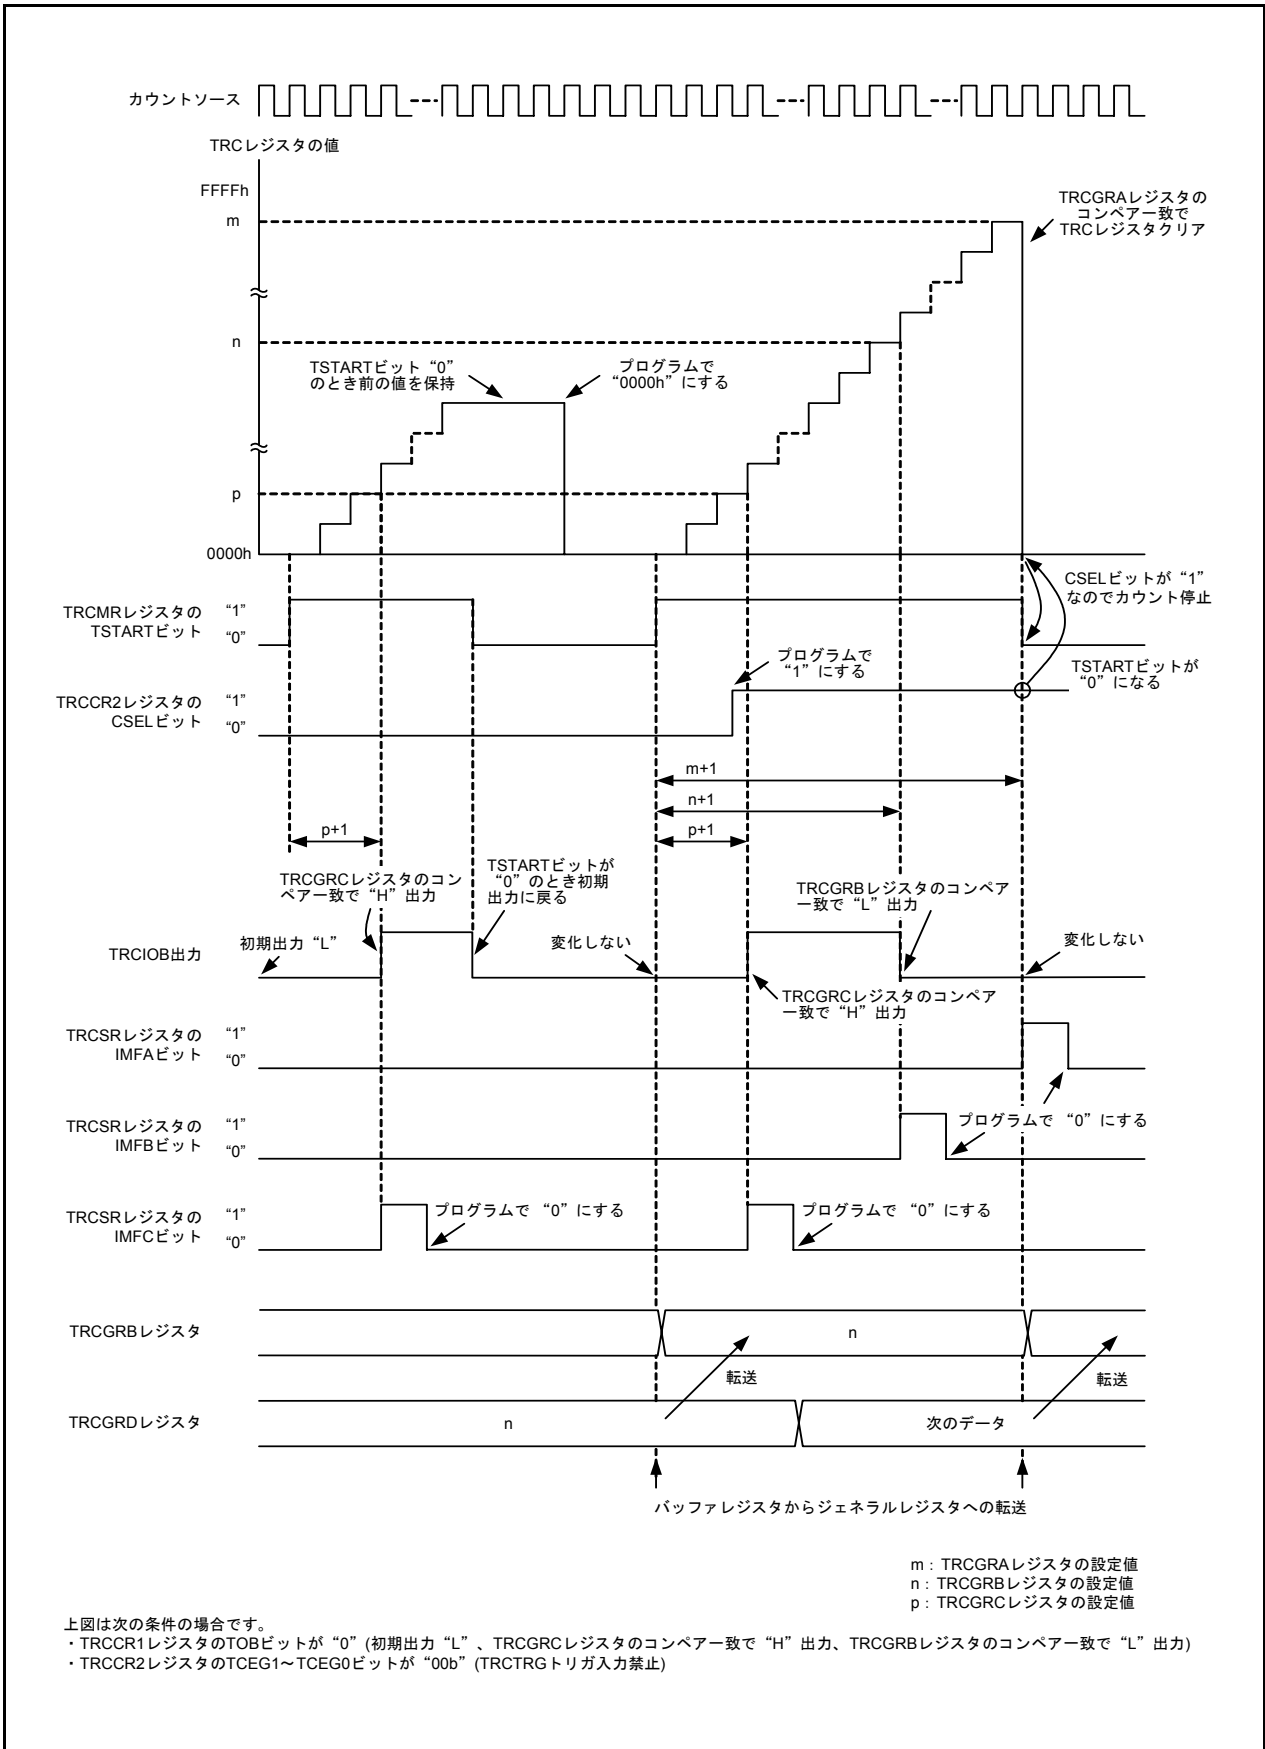 カウントソース
TRCレジスタの値
FFFFh
m
TRCGRAレジスタの
コンペア一致で
TRCレジスタクリア
n
TSTARTビット“0”
のとき前の値を保持
プログラムで
“0000h”にする
p
0000h
CSELビットが“1”
なのでカウント停止
TRCMRレジスタの
TSTARTビット
“1”
“0”
プログラムで
“1”にする
TSTARTビットが
“0”になる
TRCCR2レジスタの
CSELビット
“1”
“0”
m+1
n+1
p+1
p+1
TRCGRCレジスタのコン
ペア一致で“H”出力
TSTARTビットが
“0”のとき初期
出力に戻る
TRCGRBレジスタのコンペア
一致で“L”出力
TRCIOB出力
初期出力“L”
変化しない
変化しない
TRCGRCレジスタのコンペア
一致で“H”出力
TRCSRレジスタの
IMFAビット
“1”
“0”
プログラムで “0”にする
TRCSRレジスタの
IMFBビット
“1”
“0”
TRCSRレジスタの
IMFCビット
“1”
“0”
プログラムで “0”にする
プログラムで “0”にする
TRCGRBレジスタ
n
転送
転送
TRCGRDレジスタ
n
次のデータ
バッファレジスタからジェネラルレジスタへの転送
m：TRCGRAレジスタの設定値
n：TRCGRBレジスタの設定値
p：TRCGRCレジスタの設定値
上図は次の条件の場合です。
・TRCCR1レジスタのTOBビットが“0”(初期出力“L”、TRCGRCレジスタのコンペア一致で“H”出力、TRCGRBレジスタのコンペア一致で“L”出力)
・TRCCR2レジスタのTCEG1～TCEG0ビットが“00b”(TRCTRGトリガ入力禁止)